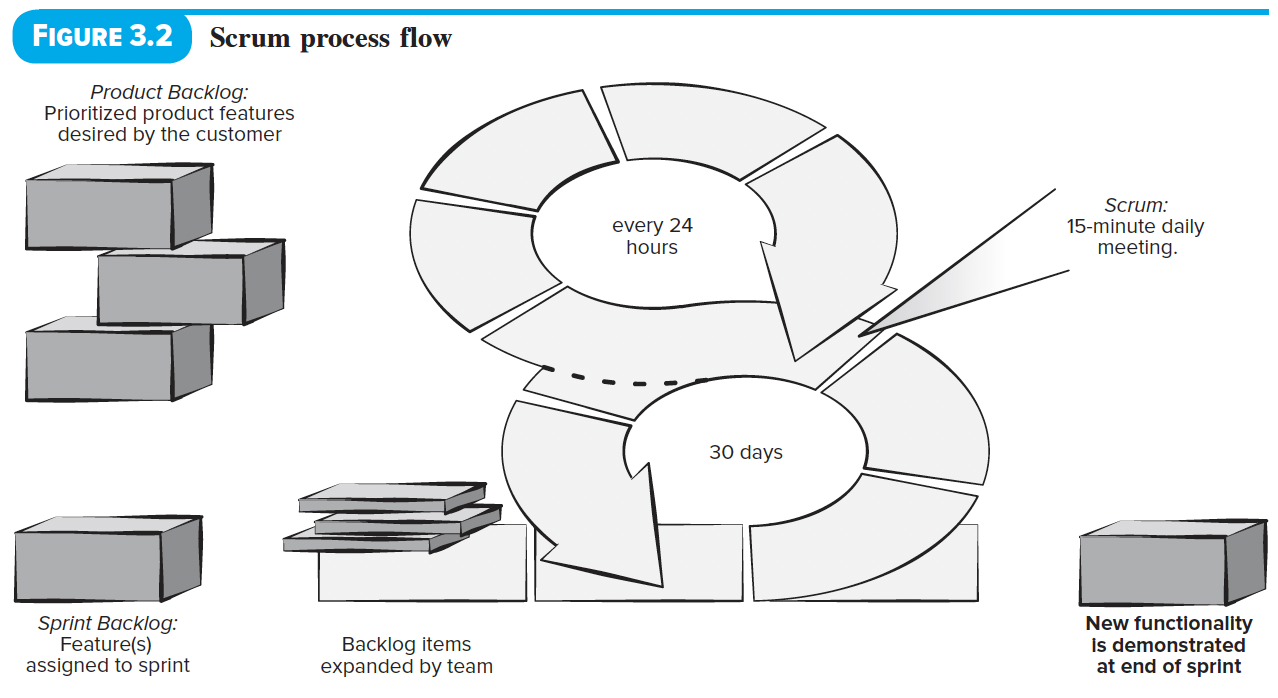 FIGURE 3.2 Scrum process flow
Product Backlog:
Prioritized product features
desired by the customer
every 24
hours
Scrum:
15-minute daily
meeting.
30 days
Sprint Backlog:
Feature(s)
assigned to sprint
Backlog items
expanded by team
New functionality
is demonstrated
at end of sprint